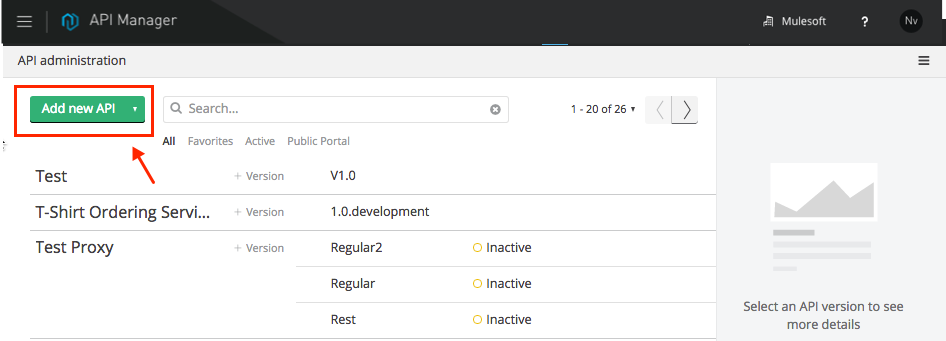 API Manager
Mulesoft
?
Nv
API administration
Add new API
Search...
1 - 20 of 26
All Favorites Active Public Portal
Test + Version V1.0
T-Shirt Ordering Servi... + Version 1.0.development
Test Proxy + Version Regular2 Inactive
Regular Inactive
Rest Inactive
Select an API version to see
more details